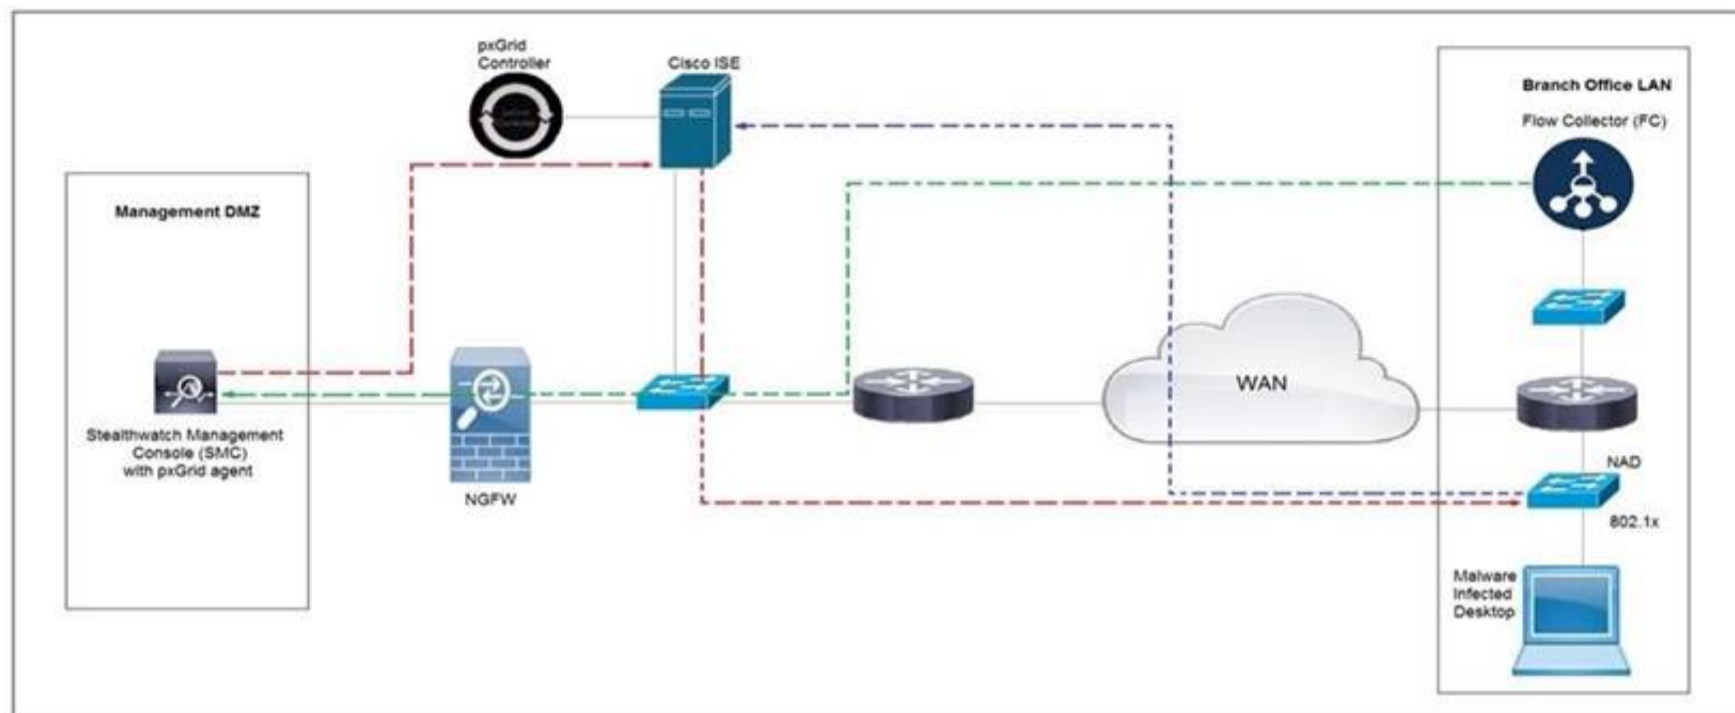 pxGrid
Controller
Cisco ISE
Branch Office LAN
Flow Collector (FC)
Management DMZ
WAN
Stealthwatch Management
Console (SMC)
with pxGrid agent
NGFW
NAD
802.1x
Malware
Infected
Desktop